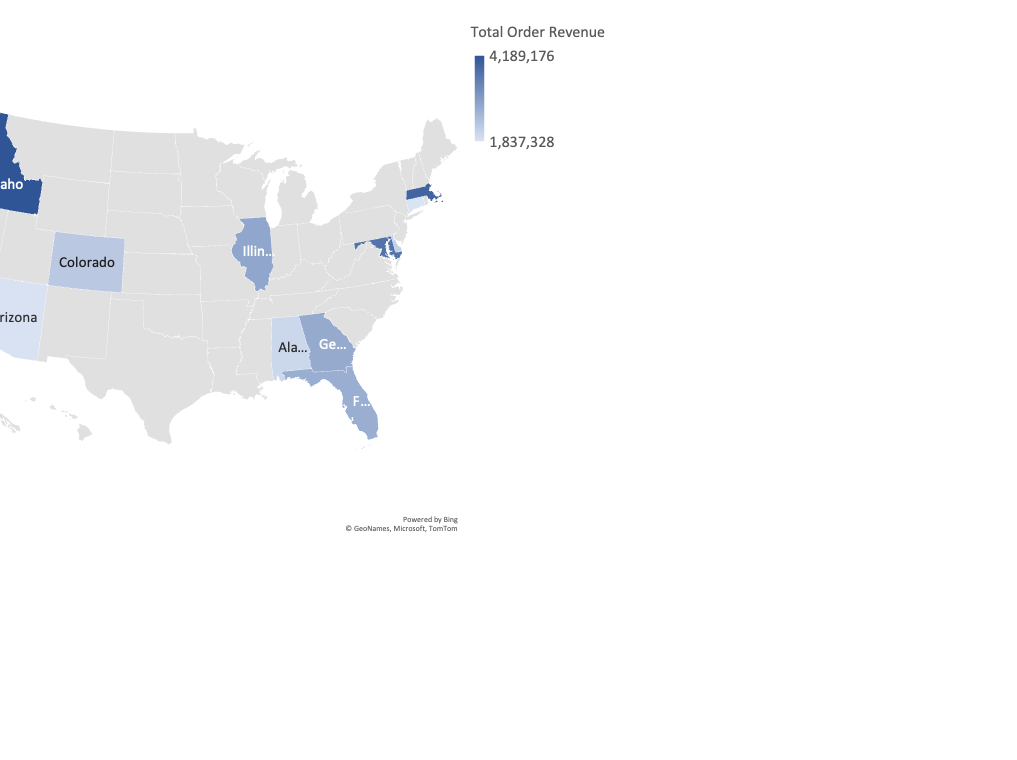 Total Order Revenue
4,189,176
1,837,328
aho
Illin...
Colorado
rizona
Ala...
Ge...
F...
Powered by Bing
© GeoNames, Microsoft, TomTom